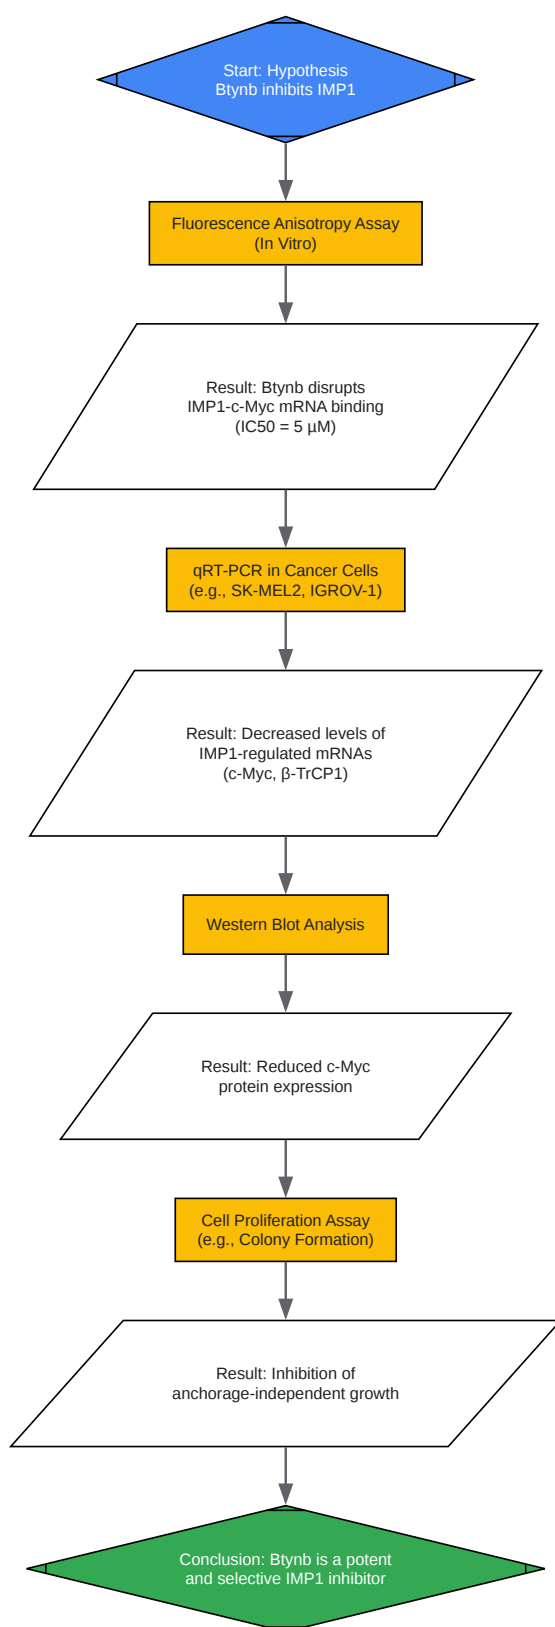 Start: Hypothesis
Btynb inhibits IMP1
Fluorescence Anisotropy Assay
(In Vitro)
Result: Btynb disrupts
IMP1-c-Myc mRNA binding
(IC50 = 5 µM)
qRT-PCR in Cancer Cells
(e.g., SK-MEL2, IGROV-1)
Result: Decreased levels of
IMP1-regulated mRNAs
(c-Myc, β-TrCP1)
Western Blot Analysis
Result: Reduced c-Myc
protein expression
Cell Proliferation Assay
(e.g., Colony Formation)
Result: Inhibition of
anchorage-independent growth
Conclusion: Btynb is a potent
and selective IMP1 inhibitor